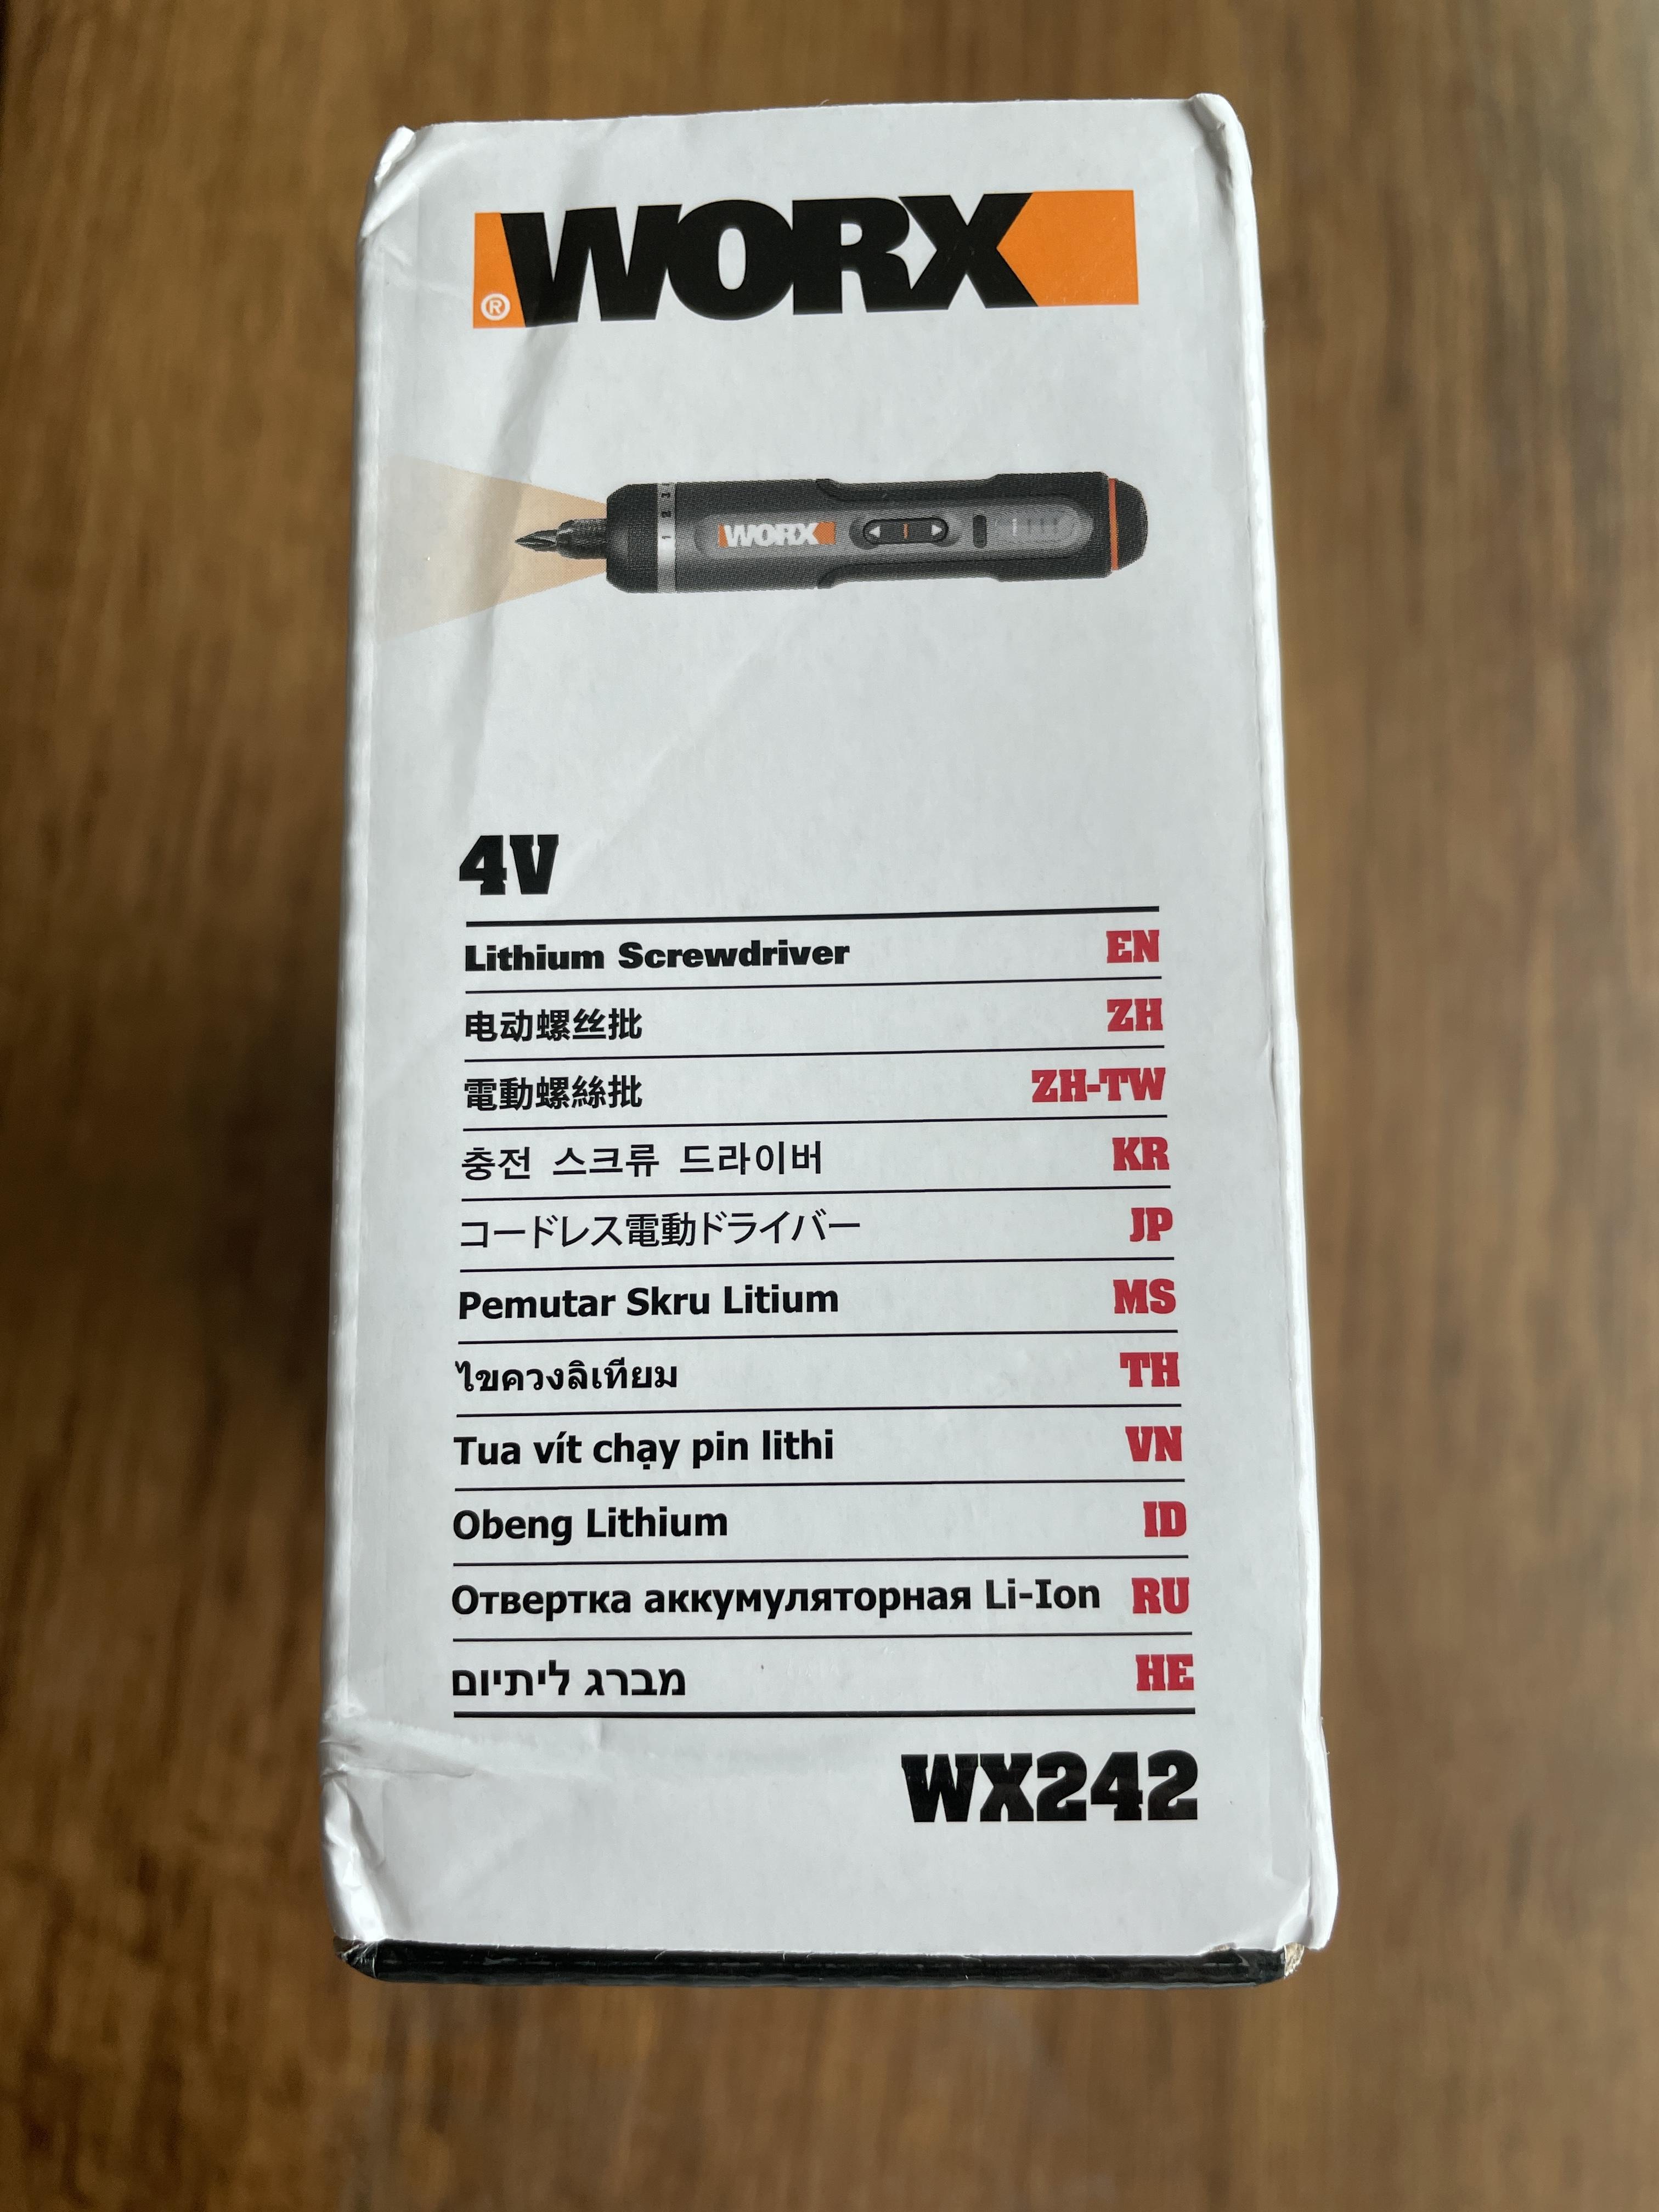 WORX
®
3
2
1
WORX
4V
Lithium Screwdriver EN
电动螺丝批 ZH
電動螺絲批 ZH-TW
충전 스크류 드라이버 KR
コードレス電動ドライバー JP
Pemutar Skru Litium MS
ไขควงลิเทียม TH
Tua vít chạy pin lithi VN
Obeng Lithium ID
Отвертка аккумуляторная Li-Ion RU
מברג ליתיום HE
WX242